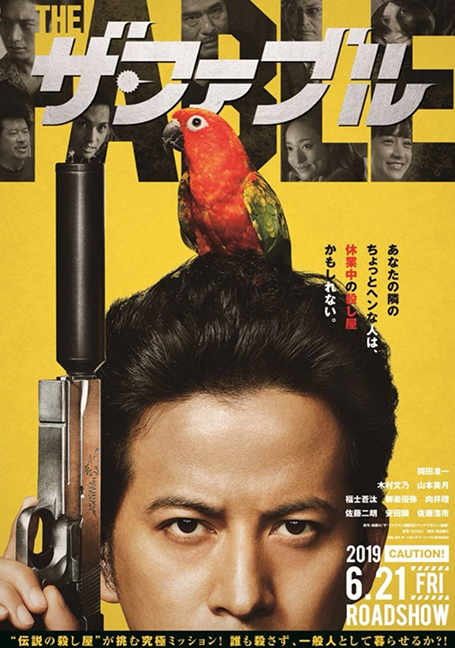 THE
FABLE
ザ・ファブル
あなたの隣の
ちょっとヘンな人は、
休業中の殺し屋
かもしれない。
岡田准一
木村文乃 山本美月
福士蒼汰 柳楽優弥 向井理
佐藤二朗 安田顕 佐藤浩市
2019 CAUTION!
6.21 FRI
ROADSHOW
“伝説の殺し屋”が挑む究極ミッション! 誰も殺さず、一般人として暮らせるか?!